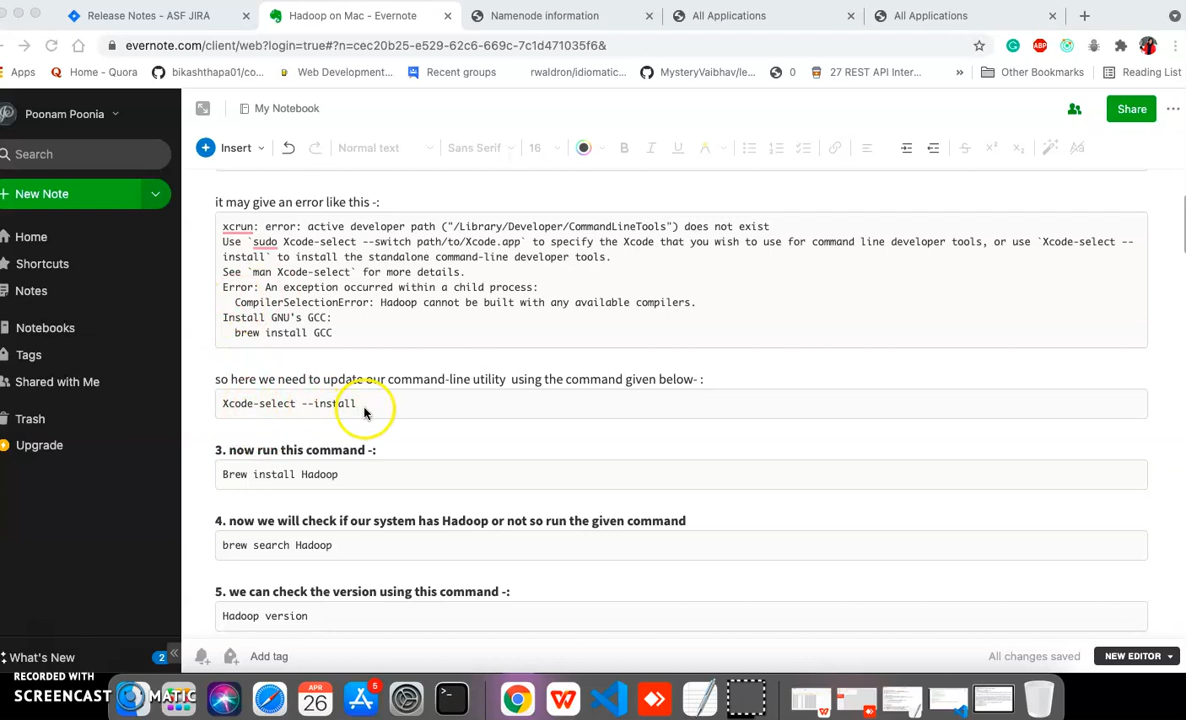 Release Notes - ASF JIRA
Hadoop on Mac - Evernote
Namenode information
All Applications
All Applications
evernote.com/client/web?login=true#?n=cec20b25-e529-62c6-669c-7c1d471035f6&
ABP
Apps
Home - Quora
bikashthapa01/co...
Web Development...
Recent groups
rwaldron/idiomatic...
MysteryVaibhav/le...
0
27 REST API Inter...
»
Other Bookmarks
Reading List
Poonam Poonia
My Notebook
Share
Search
Insert
Normal text
Sans Serif
16
New Note
Home
Shortcuts
Notes
Notebooks
Tags
Shared with Me
Trash
Upgrade
it may give an error like this -:
xcrun: error: active developer path ("/Library/Developer/CommandLineTools") does not exist
Use `sudo Xcode-select --switch path/to/Xcode.app` to specify the Xcode that you wish to use for command line developer tools, or use `Xcode-select --
install` to install the standalone command-line developer tools.
See `man Xcode-select` for more details.
Error: An exception occurred within a child process:
CompilerSelectionError: Hadoop cannot be built with any available compilers.
Install GNU's GCC:
brew install GCC
so here we need to update our command-line utility using the command given below- :
Xcode-select --install
3. now run this command -:
Brew install Hadoop
4. now we will check if our system has Hadoop or not so run the given command
brew search Hadoop
5. we can check the version using this command -:
Hadoop version
What's New
2
Add tag
All changes saved
NEW EDITOR
RECORDED WITH
SCREENCAST MATIC
APR
26
5